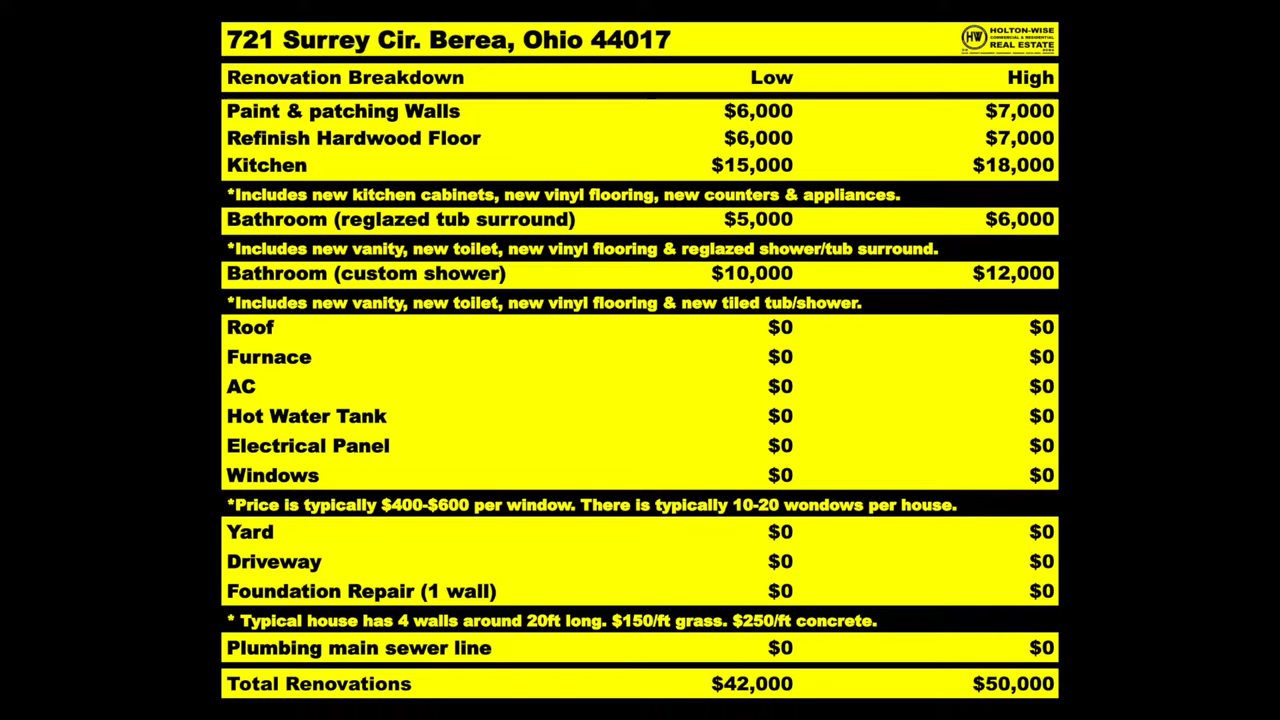 721 Surrey Cir. Berea, Ohio 44017
HOLTON-WISE
COMMERCIAL & RESIDENTIAL
REAL ESTATE
Renovation Breakdown Low High
Paint & patching Walls $6,000 $7,000
Refinish Hardwood Floor $6,000 $7,000
Kitchen $15,000 $18,000
*Includes new kitchen cabinets, new vinyl flooring, new counters & appliances.
Bathroom (reglazed tub surround) $5,000 $6,000
*Includes new vanity, new toilet, new vinyl flooring & reglazed shower/tub surround.
Bathroom (custom shower) $10,000 $12,000
*Includes new vanity, new toilet, new vinyl flooring & new tiled tub/shower.
Roof $0 $0
Furnace $0 $0
AC $0 $0
Hot Water Tank $0 $0
Electrical Panel $0 $0
Windows $0 $0
*Price is typically $400-$600 per window. There is typically 10-20 wondows per house.
Yard $0 $0
Driveway $0 $0
Foundation Repair (1 wall) $0 $0
* Typical house has 4 walls around 20ft long. $150/ft grass. $250/ft concrete.
Plumbing main sewer line $0 $0
Total Renovations $42,000 $50,000